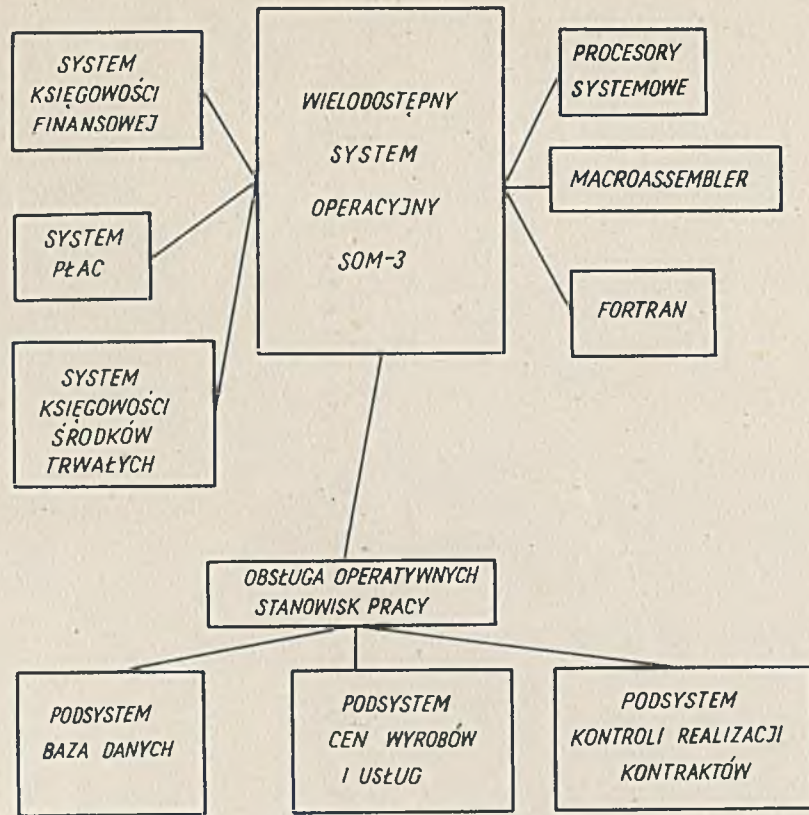 SYSTEM
KSIĘGOWOŚCI
FINANSOWEJ
SYSTEM
PŁAC
SYSTEM
KSIĘGOWOŚCI
ŚRODKÓW
TRWAŁYCH
WIELODOSTĘPNY
SYSTEM
OPERACYJNY
SOM-3
PROCESORY
SYSTEMOWE
MACROASSEMBLER
FORTRAN
OBSŁUGA OPERATYWNYCH
STANOWISK PRACY
PODSYSTEM
BAZA DANYCH
PODSYSTEM
CEN WYROBÓW
I USŁUG
PODSYSTEM
KONTROLI REALIZACJI
KONTRAKTÓW